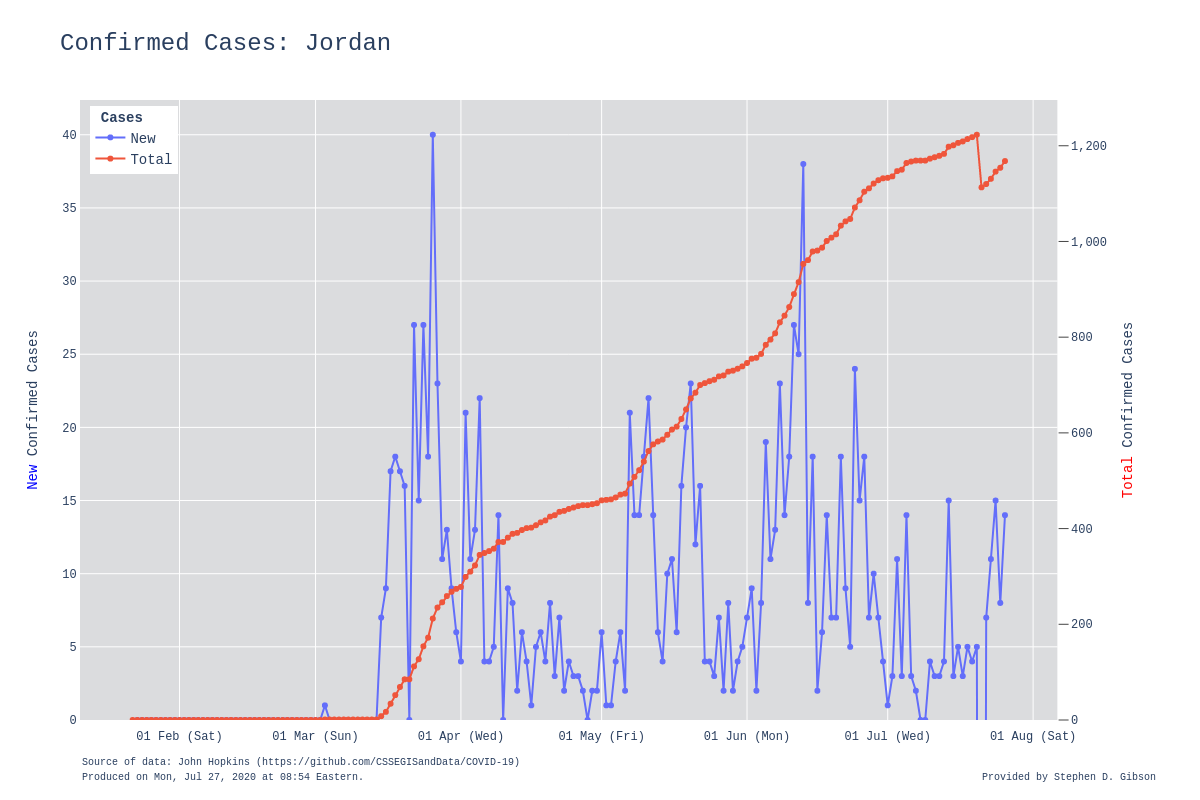 Confirmed Cases: Jordan
Cases
New
Total
40
35
30
25
20
15
10
5
0
1,200
1,000
800
600
400
200
0
New Confirmed Cases
Total Confirmed Cases
01 Feb (Sat) 01 Mar (Sun) 01 Apr (Wed) 01 May (Fri) 01 Jun (Mon) 01 Jul (Wed) 01 Aug (Sat)
Source of data: John Hopkins (https://github.com/CSSEGISandData/COVID-19)
Produced on Mon, Jul 27, 2020 at 08:54 Eastern.
Provided by Stephen D. Gibson